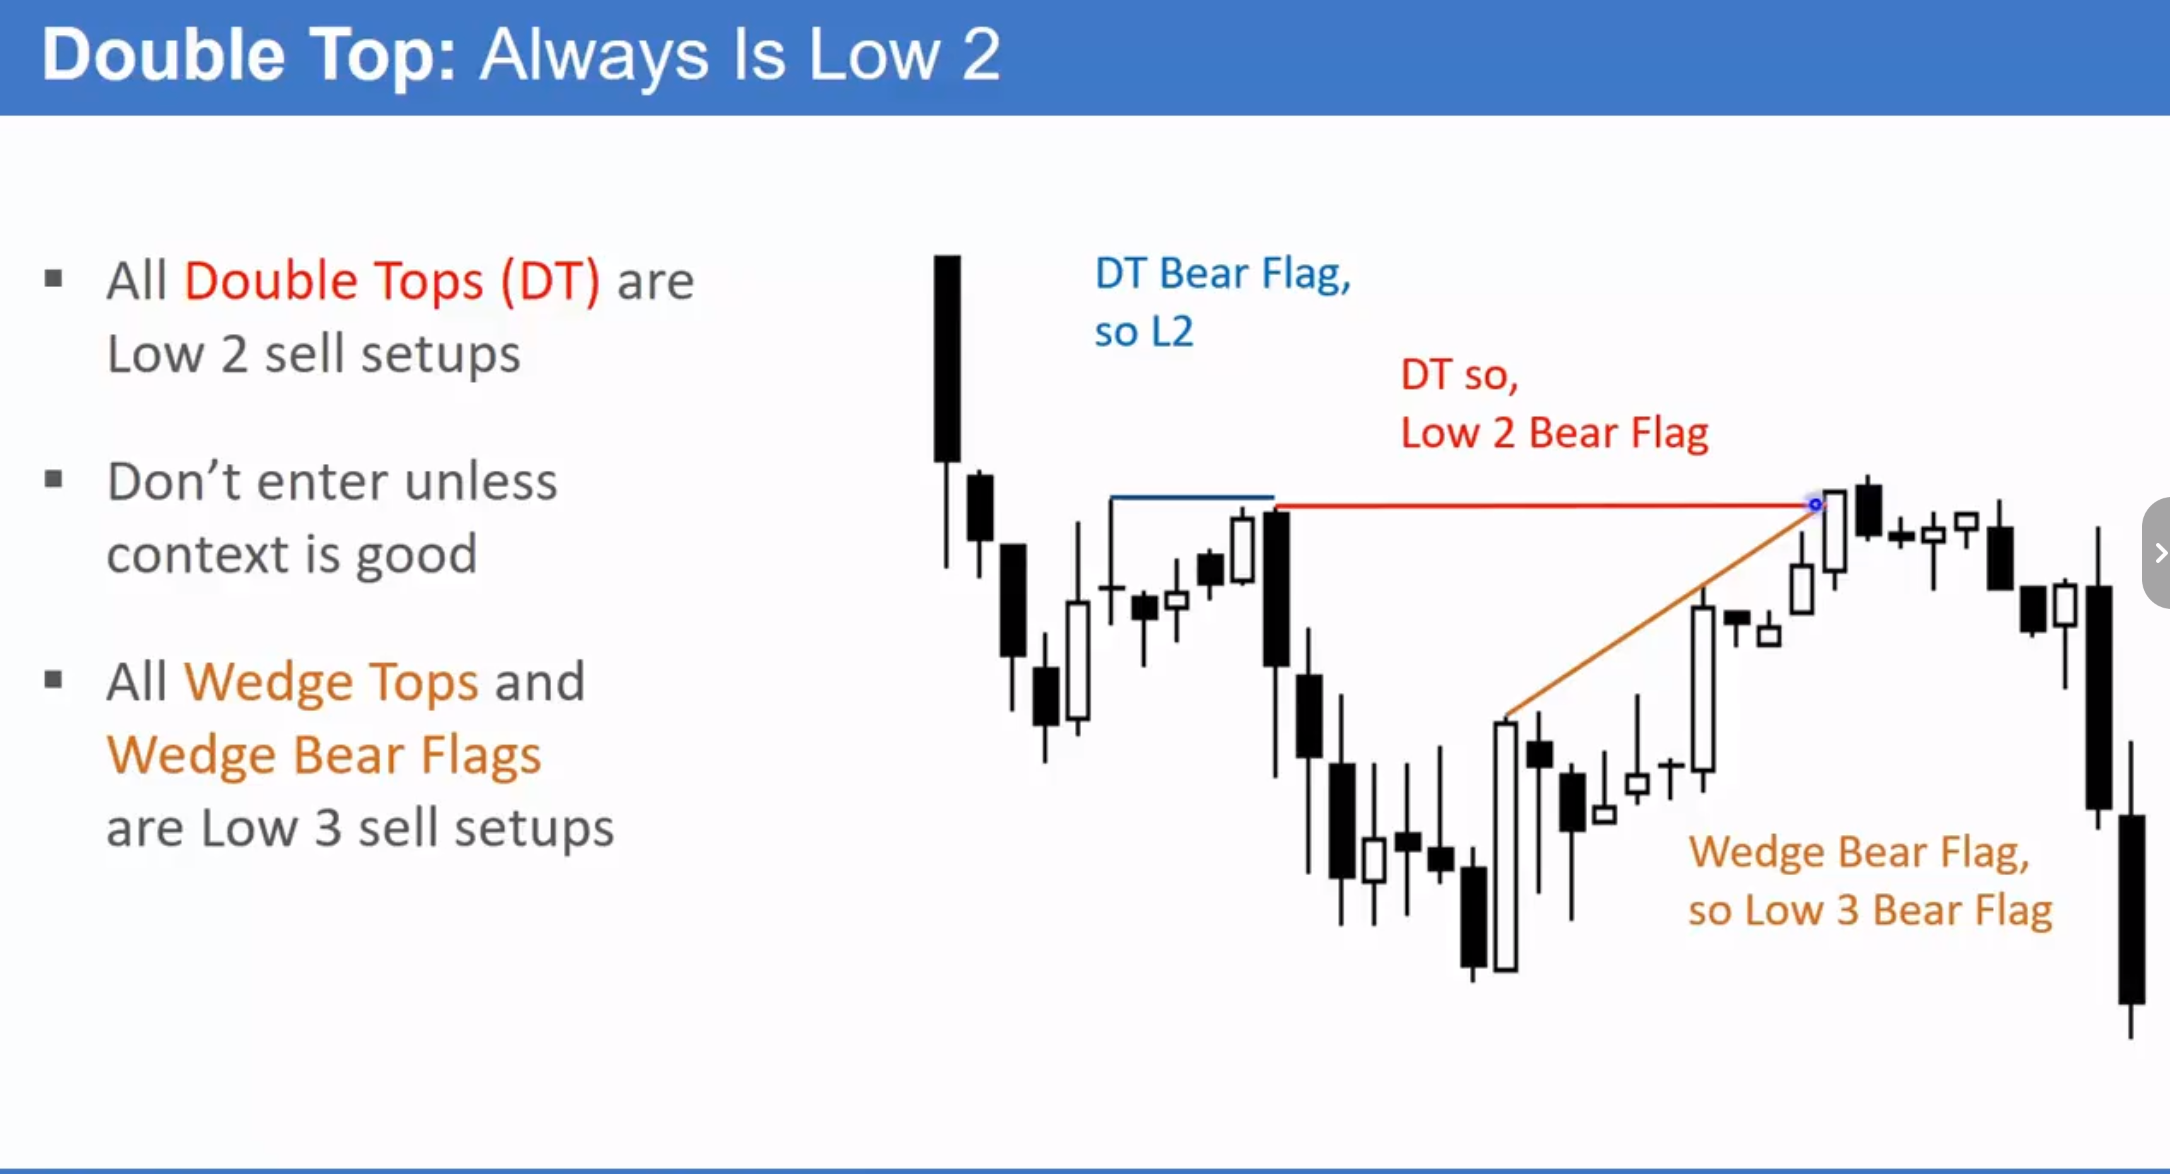 Double Top: Always Is Low 2
▪ All Double Tops (DT) are
Low 2 sell setups
▪ Don’t enter unless
context is good
▪ All Wedge Tops and
Wedge Bear Flags
are Low 3 sell setups
DT Bear Flag,
so L2
DT so,
Low 2 Bear Flag
Wedge Bear Flag,
so Low 3 Bear Flag